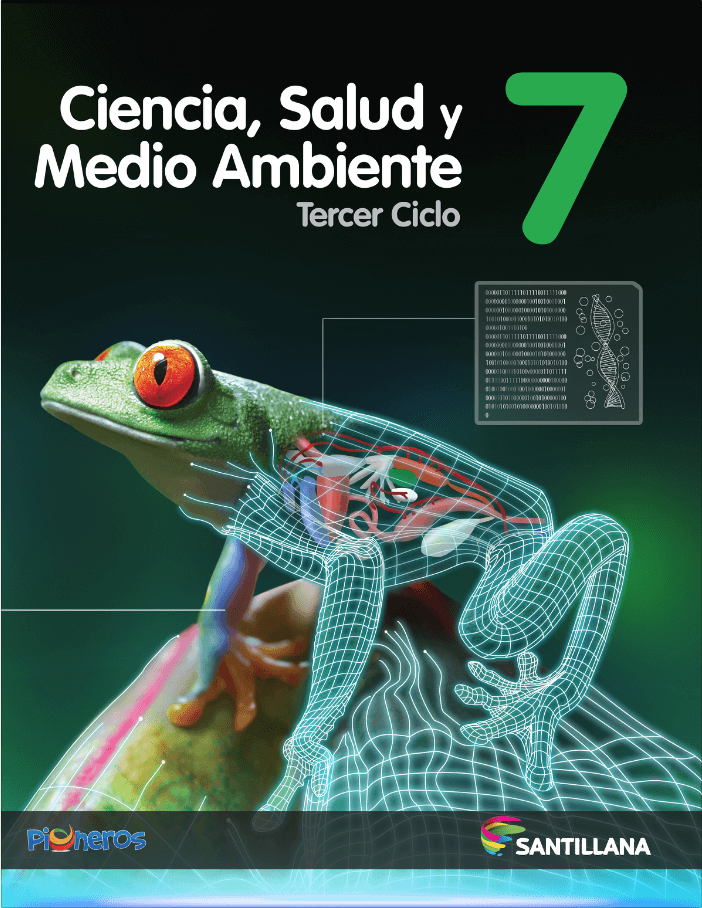 Ciencia, Salud y
Medio Ambiente
Tercer Ciclo
7
Pioneros
SANTILLANA